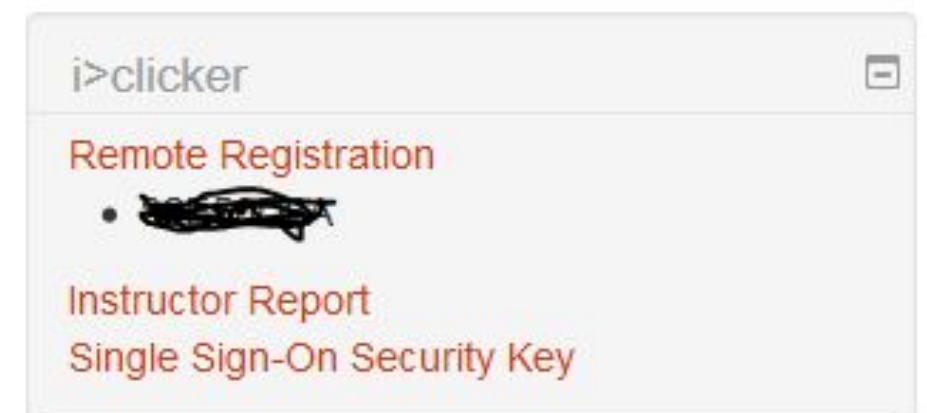 i>clicker
Remote Registration
Instructor Report
Single Sign-On Security Key